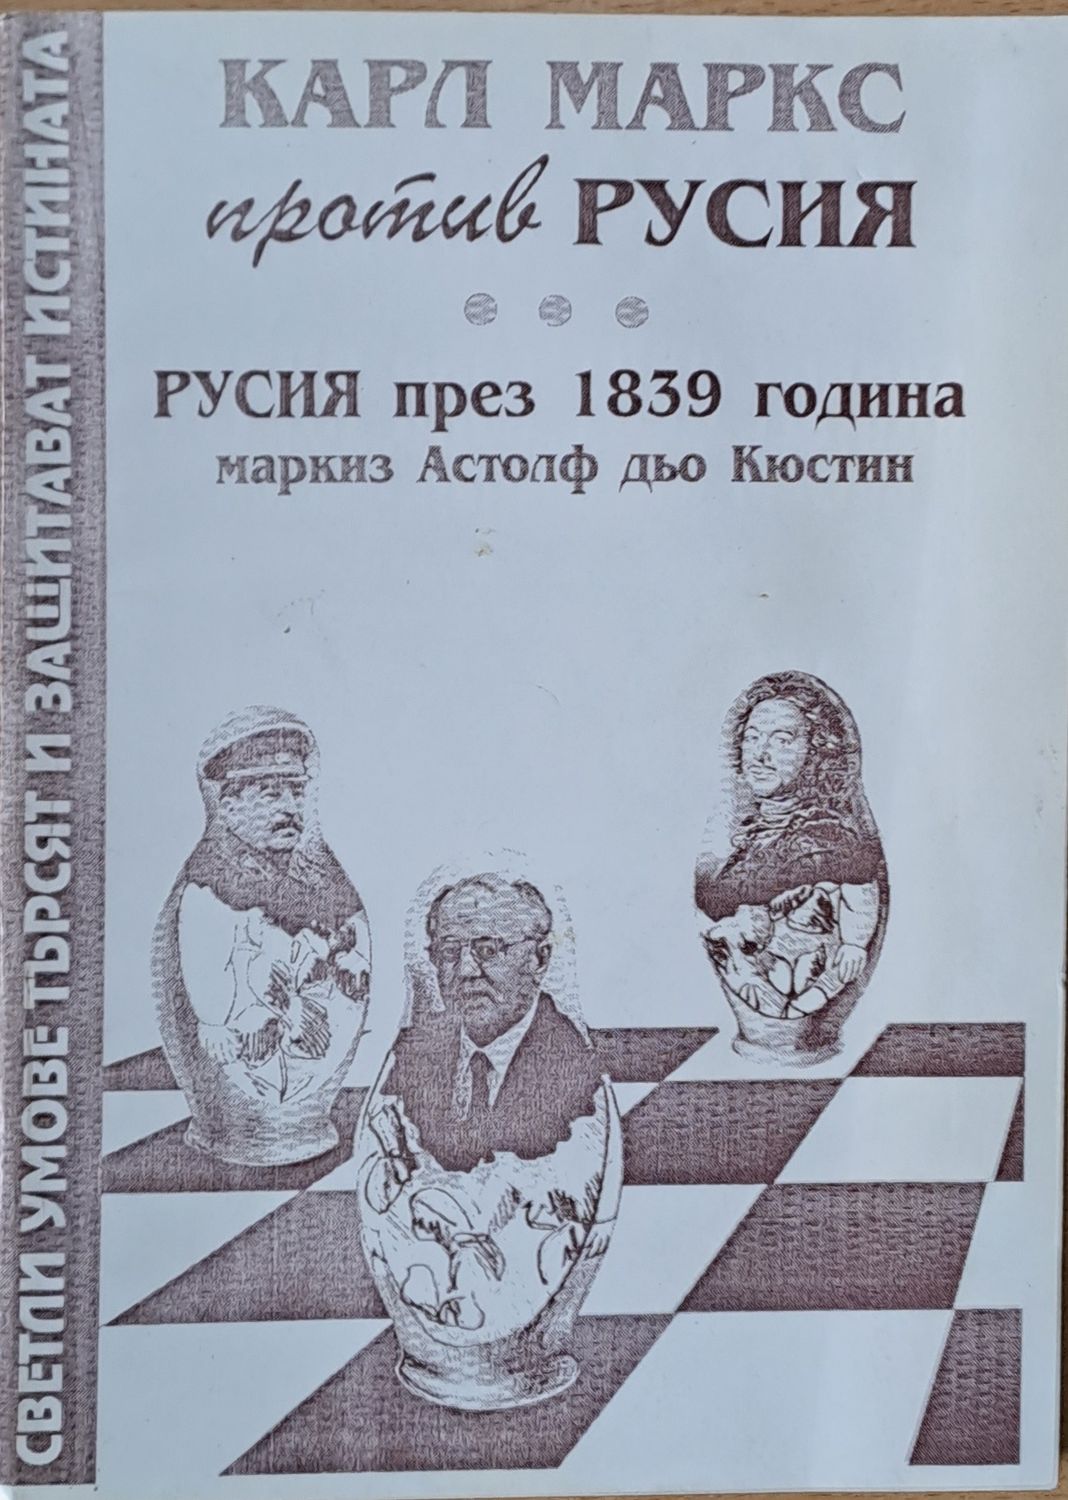 КАРЛ МАРКС
против РУСИЯ
РУСИЯ през 1839 година
маркиз Астолф дьо Кюстин
СВЕТЛИ УМОВЕ ТЪРСЯТ И ЗАЩИТАВАТ ИСТИНАТА